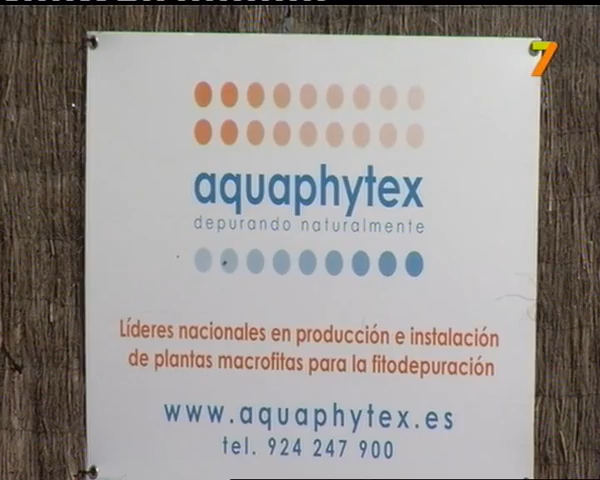 7
aquaphytex
depurando naturalmente
Líderes nacionales en producción e instalación
de plantas macrofitas para la fitodepuración
www.aquaphytex.es
tel. 924 247 900